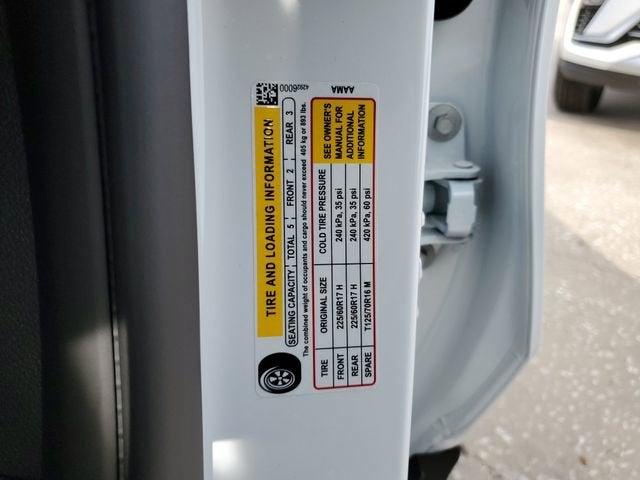 TIRE AND LOADING INFORMATION
SEATING CAPACITY TOTAL 5 FRONT 2 REAR 3
The combined weight of occupants and cargo should never exceed 405 kg or 893 lbs.
TIRE ORIGINAL SIZE COLD TIRE PRESSURE SEE OWNER'S
FRONT 225/60R17 H 240 kPa, 35 psi MANUAL FOR
REAR 225/60R17 H 240 kPa, 35 psi ADDITIONAL
SPARE T125/70R16 M 420 kPa, 60 psi INFORMATION
42926000
AAMA